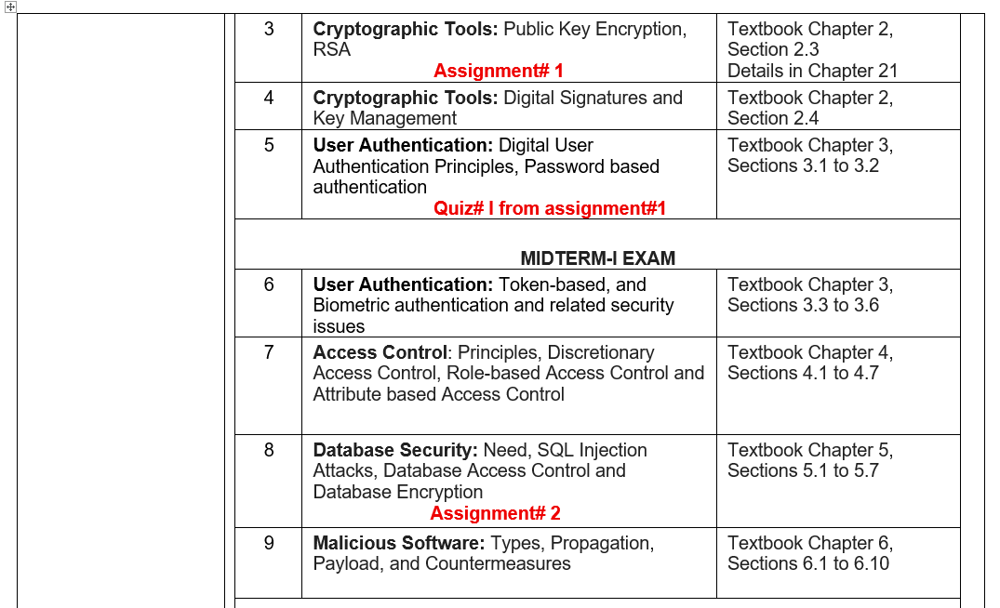 3
Cryptographic Tools: Public Key Encryption,
RSA
Assignment# 1
Textbook Chapter 2,
Section 2.3
Details in Chapter 21
4
Cryptographic Tools: Digital Signatures and
Key Management
Textbook Chapter 2,
Section 2.4
5
User Authentication: Digital User
Authentication Principles, Password based
authentication
Quiz# I from assignment#1
Textbook Chapter 3,
Sections 3.1 to 3.2
MIDTERM-I EXAM
6
User Authentication: Token-based, and
Biometric authentication and related security
issues
Textbook Chapter 3,
Sections 3.3 to 3.6
7
Access Control: Principles, Discretionary
Access Control, Role-based Access Control and
Attribute based Access Control
Textbook Chapter 4,
Sections 4.1 to 4.7
8
Database Security: Need, SQL Injection
Attacks, Database Access Control and
Database Encryption
Assignment# 2
Textbook Chapter 5,
Sections 5.1 to 5.7
9
Malicious Software: Types, Propagation,
Payload, and Countermeasures
Textbook Chapter 6,
Sections 6.1 to 6.10